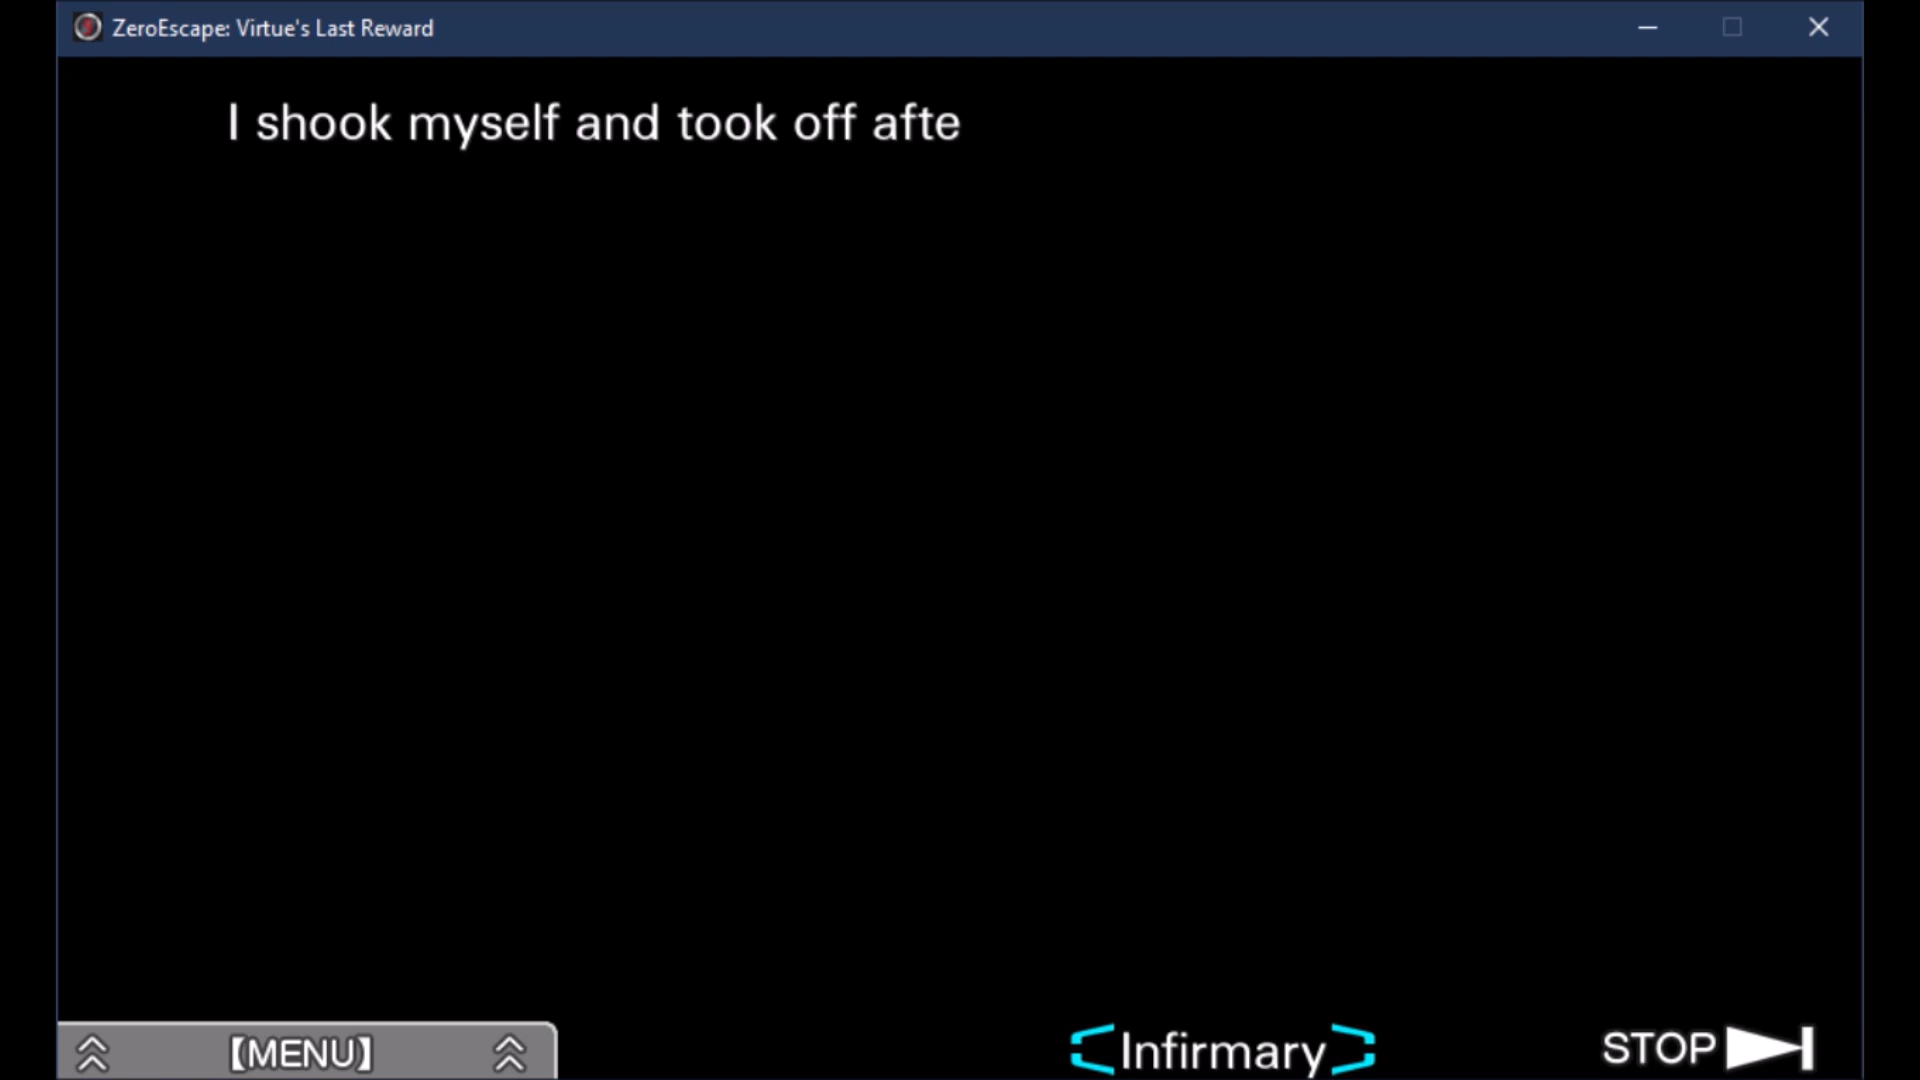 ZeroEscape: Virtue's Last Reward
I shook myself and took off afte
【MENU】
Infirmary
STOP